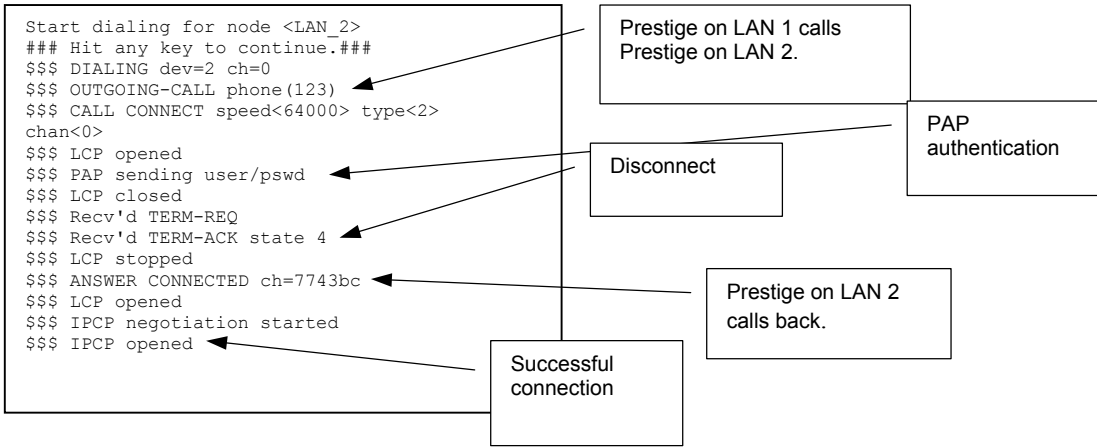 Start dialing for node <LAN_2>
### Hit any key to continue.###
$$$ DIALING dev=2 ch=0
$$$ OUTGOING-CALL phone(123)
$$$ CALL CONNECT speed<64000> type<2>
chan<0>
$$$ LCP opened
$$$ PAP sending user/pswd
$$$ LCP closed
$$$ Recv'd TERM-REQ
$$$ Recv'd TERM-ACK state 4
$$$ LCP stopped
$$$ ANSWER CONNECTED ch=7743bc
$$$ LCP opened
$$$ IPCP negotiation started
$$$ IPCP opened
Prestige on LAN 1 calls
Prestige on LAN 2.
PAP
authentication
Disconnect
Prestige on LAN 2
calls back.
Successful
connection